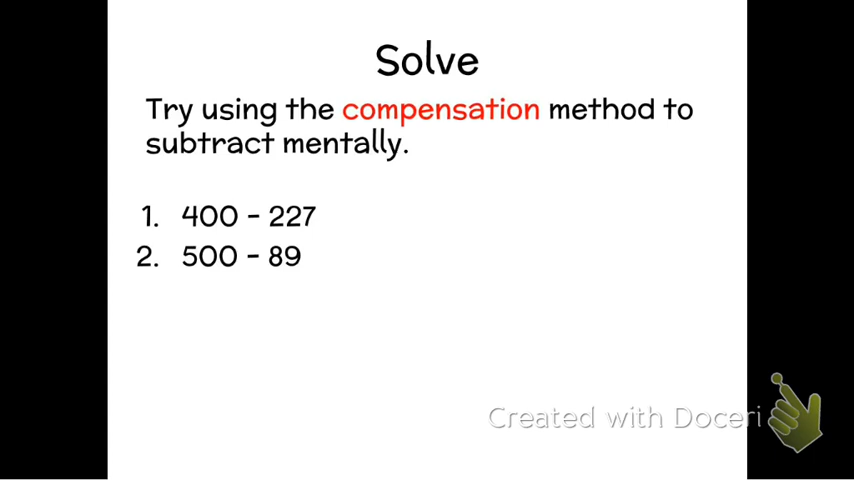 Solve
Try using the compensation method to
subtract mentally.
1. 400 - 227
2. 500 - 89
Created with Doceri